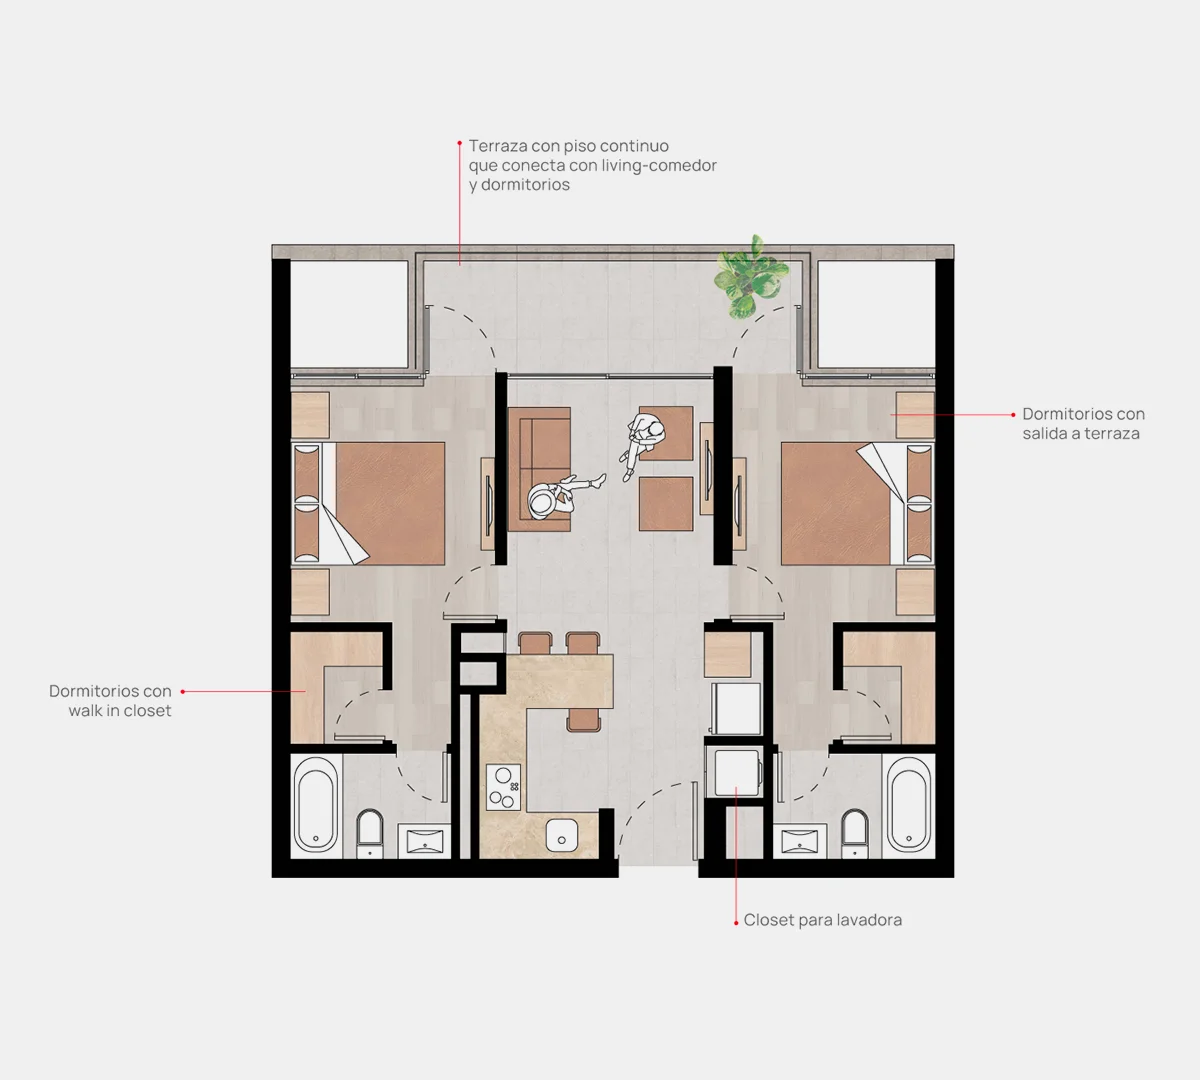 Terraza con piso continuo
que conecta con living-comedor
y dormitorios
Dormitorios con
salida a terraza
Dormitorios con
walk in closet
Closet para lavadora